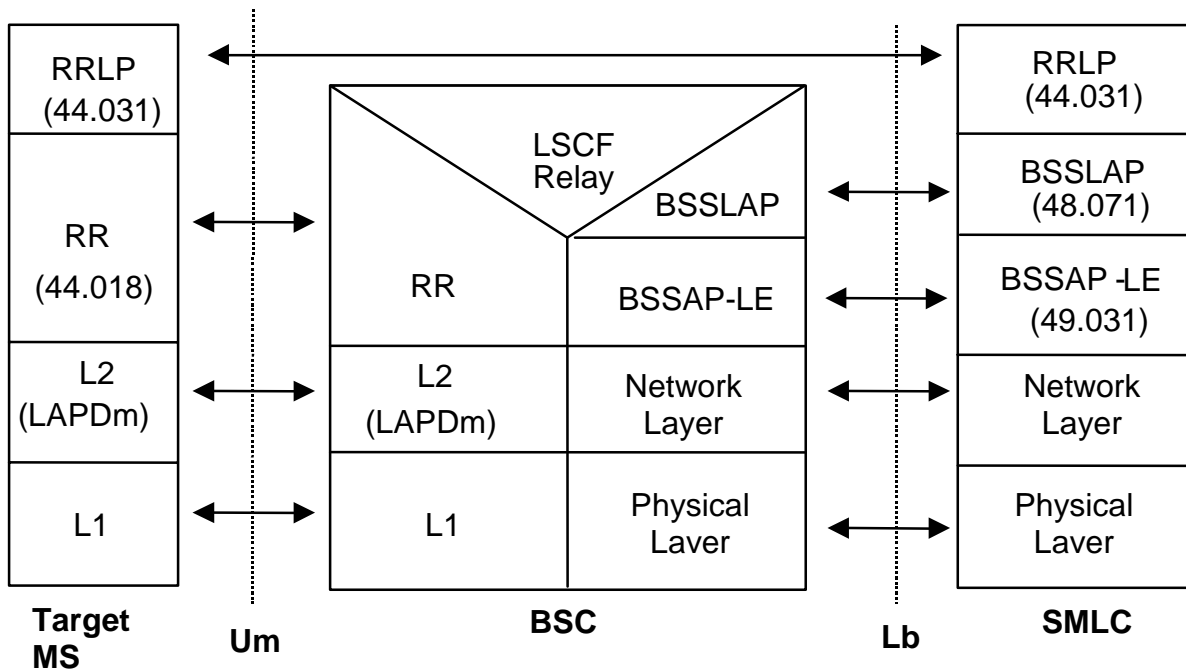 RRLP
(44.031)
RR
(44.018)
L2
(LAPDm)
L1
Target
MS
Um
LSCF
Relay
BSSLAP
RR
BSSAP-LE
L2
(LAPDm)
Network
Layer
L1
Physical
Laver
BSC
Lb
RRLP
(44.031)
BSSLAP
(48.071)
BSSAP -LE
(49.031)
Network
Layer
Physical
Laver
SMLC